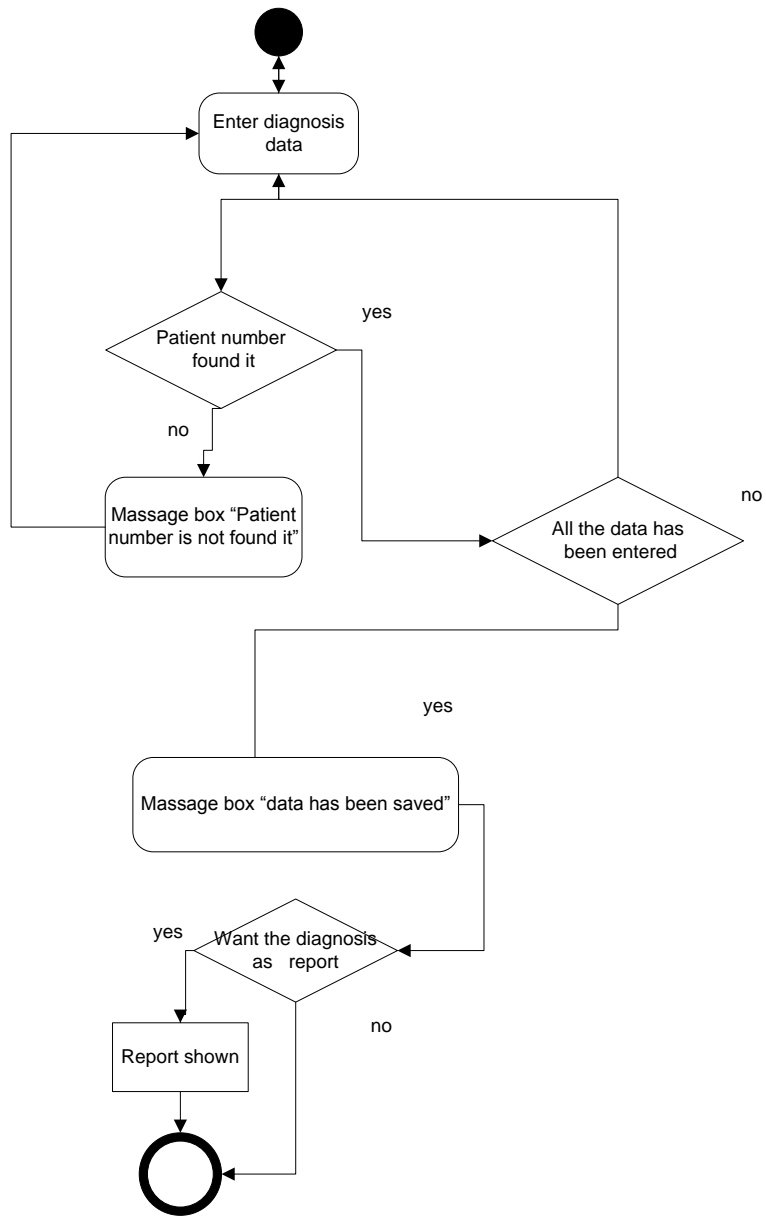 Enter diagnosis
data
yes
Patient number
found it
no
Massage box “Patient
number is not found it”
no
All the data has
been entered
yes
Massage box “data has been saved”
yes
Want the diagnosis
as report
no
Report shown